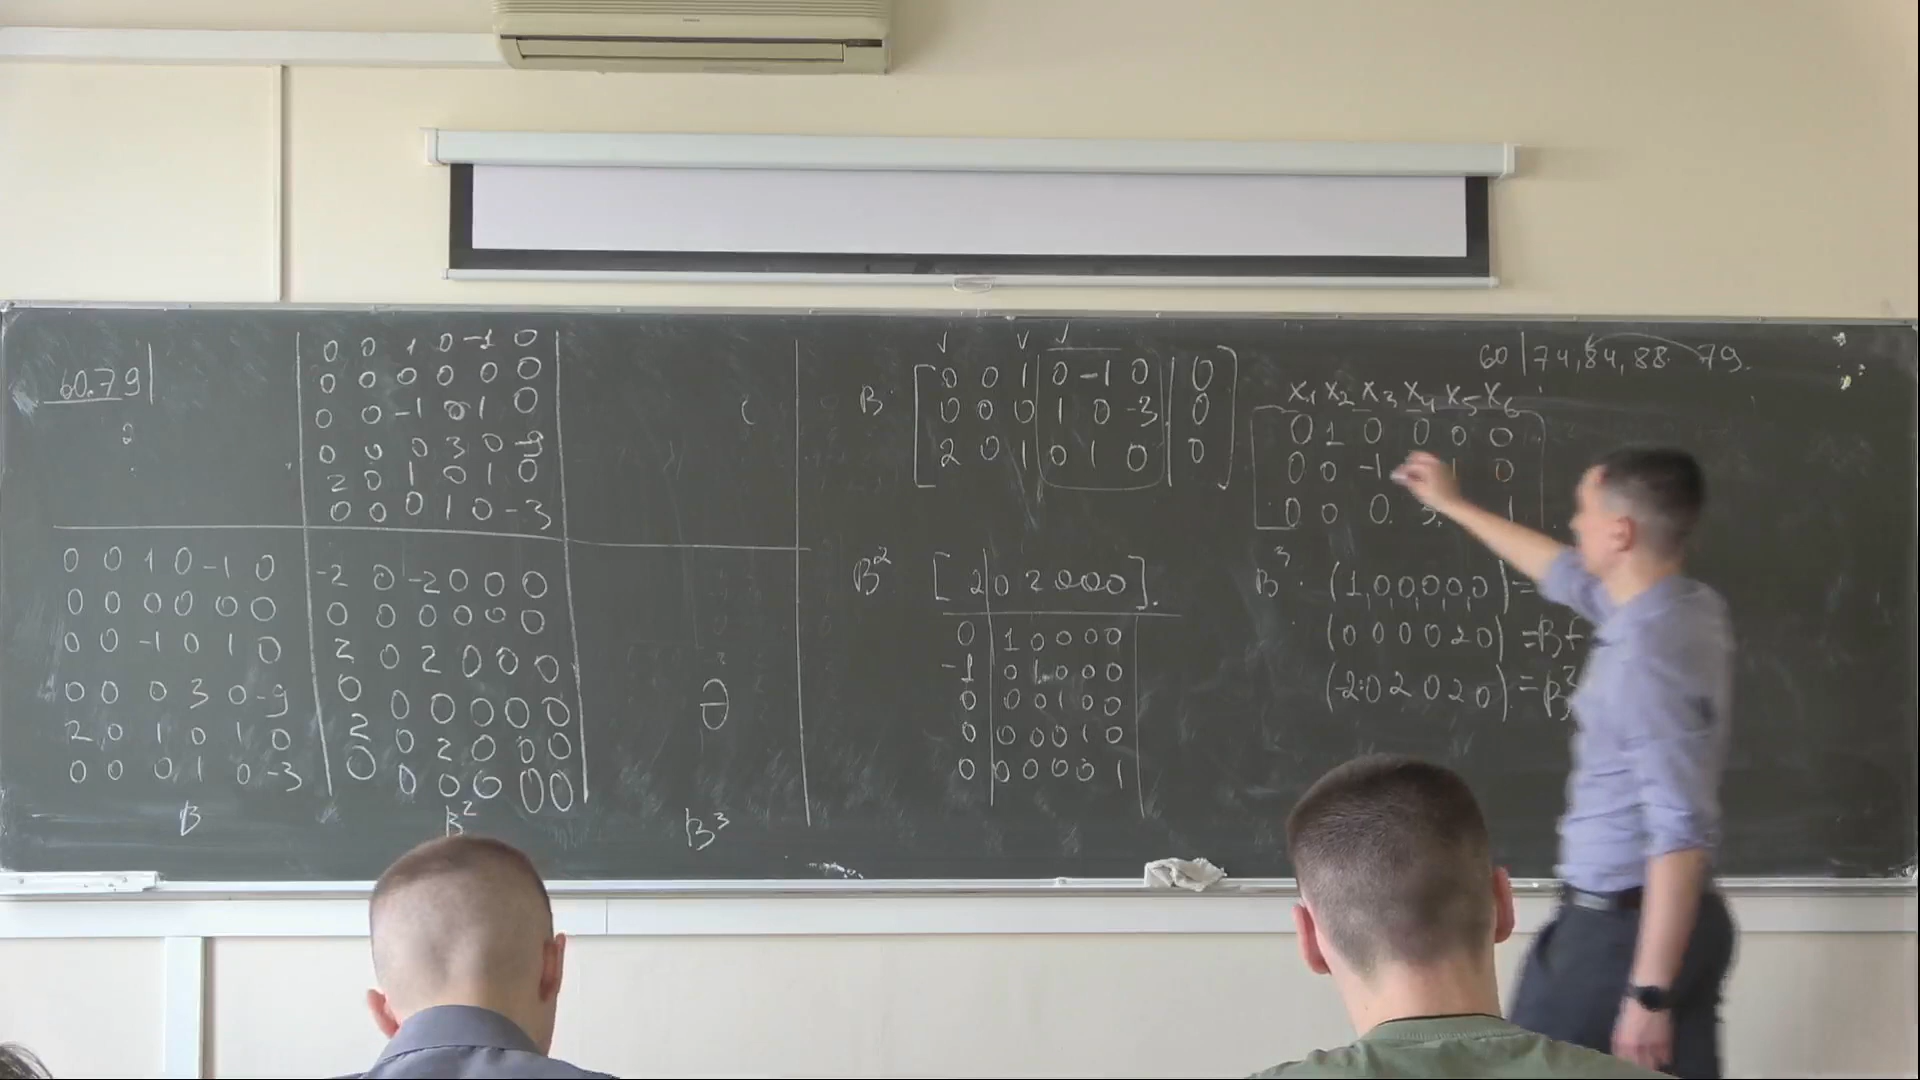 60.79
0 0 1 0 -1 0
0 0 0 0 0 0
0 0 -1 0 1 0
0 0 0 3 0 -9
2 0 1 0 1 0
0 0 0 1 0 -3
0 0 1 0 -1 0
0 0 0 0 0 0
0 0 -1 0 1 0
0 0 0 3 0 -9
2 0 1 0 1 0
0 0 0 1 0 -3
B
-2 0 -2 0 0 0
0 0 0 0 0 0
2 0 2 0 0 0
0 0 0 0 0 0
2 0 2 0 0 0
0 0 0 0 0 0
B²
B³
B
√ √ √
0 0 1 0 -1 0 | 0
0 0 0 1 0 -3 | 0
2 0 1 0 1 0 | 0
B²
[2 | 0 2 0 0 0].
0 | 1 0 0 0 0
-1 | 0 1 0 0 0
0 | 0 0 1 0 0
0 | 0 0 0 1 0
0 | 0 0 0 0 1
60 | 74, 84, 88. 79.
x₁ x₂ x₃ x₄ x₅ x₆
0 1 0 0 0 0
0 0 -1 1 0
0 0 0. 3. 1
B³.
(1,0,0,0,0,0) =
(0 0 0 0 2 0) = B
(-2 0 2 0 2 0) = B²